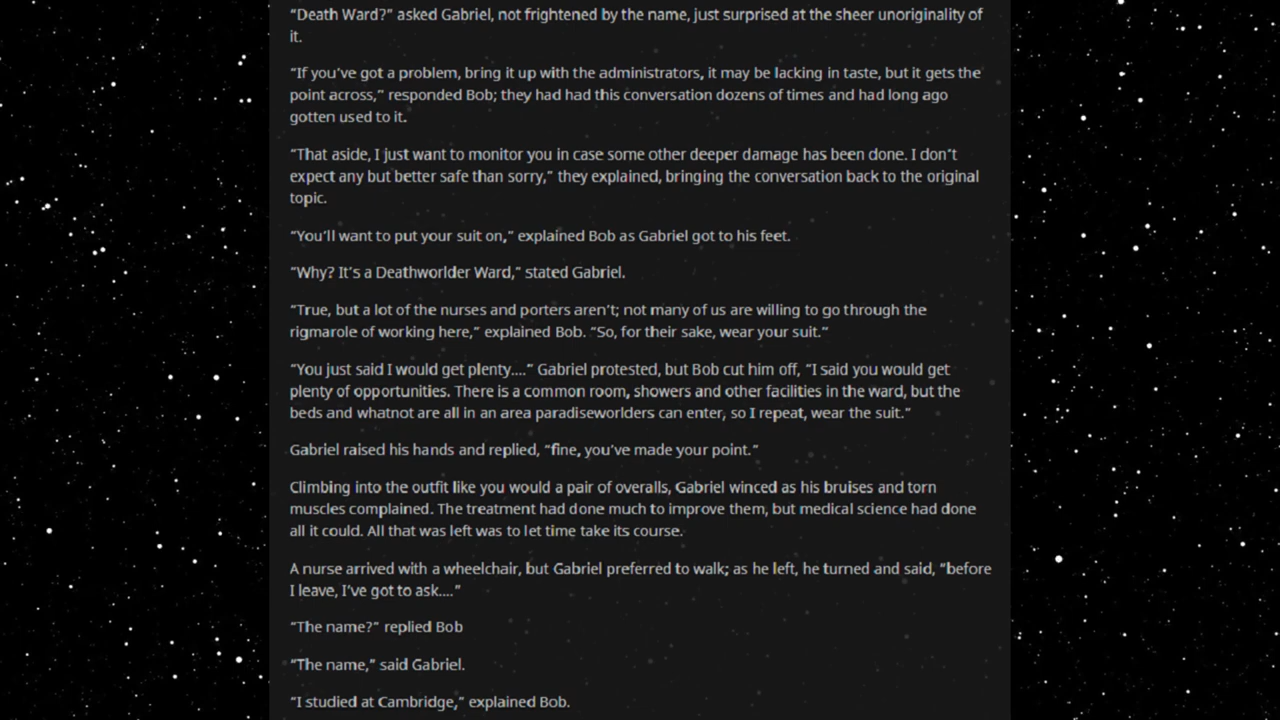 “Death Ward?” asked Gabriel, not frightened by the name, just surprised at the sheer unoriginality of
it.
“If you’ve got a problem, bring it up with the administrators, it may be lacking in taste, but it gets the
point across,” responded Bob; they had had this conversation dozens of times and had long ago
gotten used to it.
“That aside, I just want to monitor you in case some other deeper damage has been done. I don’t
expect any but better safe than sorry,” they explained, bringing the conversation back to the original
topic.
“You’ll want to put your suit on,” explained Bob as Gabriel got to his feet.
“Why? It’s a Deathworlder Ward,” stated Gabriel.
“True, but a lot of the nurses and porters aren’t; not many of us are willing to go through the
rigmarole of working here,” explained Bob. “So, for their sake, wear your suit.”
“You just said I would get plenty....” Gabriel protested, but Bob cut him off, “I said you would get
plenty of opportunities. There is a common room, showers and other facilities in the ward, but the
beds and whatnot are all in an area paradiseworlders can enter, so I repeat, wear the suit.”
Gabriel raised his hands and replied, “fine, you’ve made your point.”
Climbing into the outfit like you would a pair of overalls, Gabriel winced as his bruises and torn
muscles complained. The treatment had done much to improve them, but medical science had done
all it could. All that was left was to let time take its course.
A nurse arrived with a wheelchair, but Gabriel preferred to walk; as he left, he turned and said, “before
I leave, I’ve got to ask....”
“The name?” replied Bob
“The name,” said Gabriel.
“I studied at Cambridge,” explained Bob.